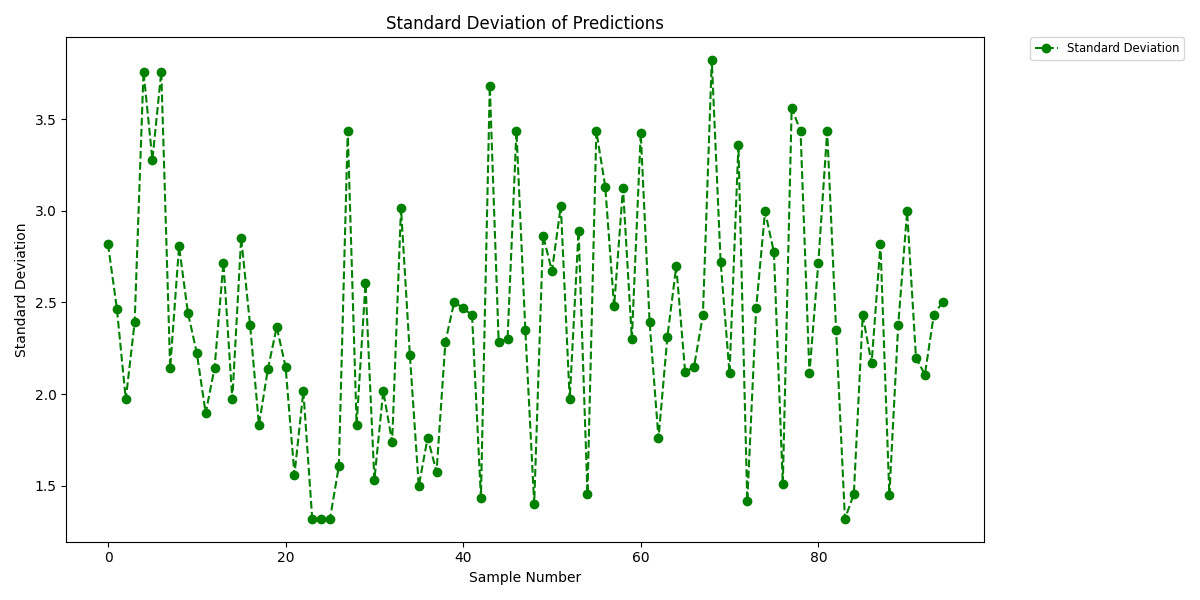 Standard Deviation of Predictions
Standard Deviation
3.5
3.0
2.5
2.0
1.5
Standard Deviation
0 20 40 60 80
Sample Number